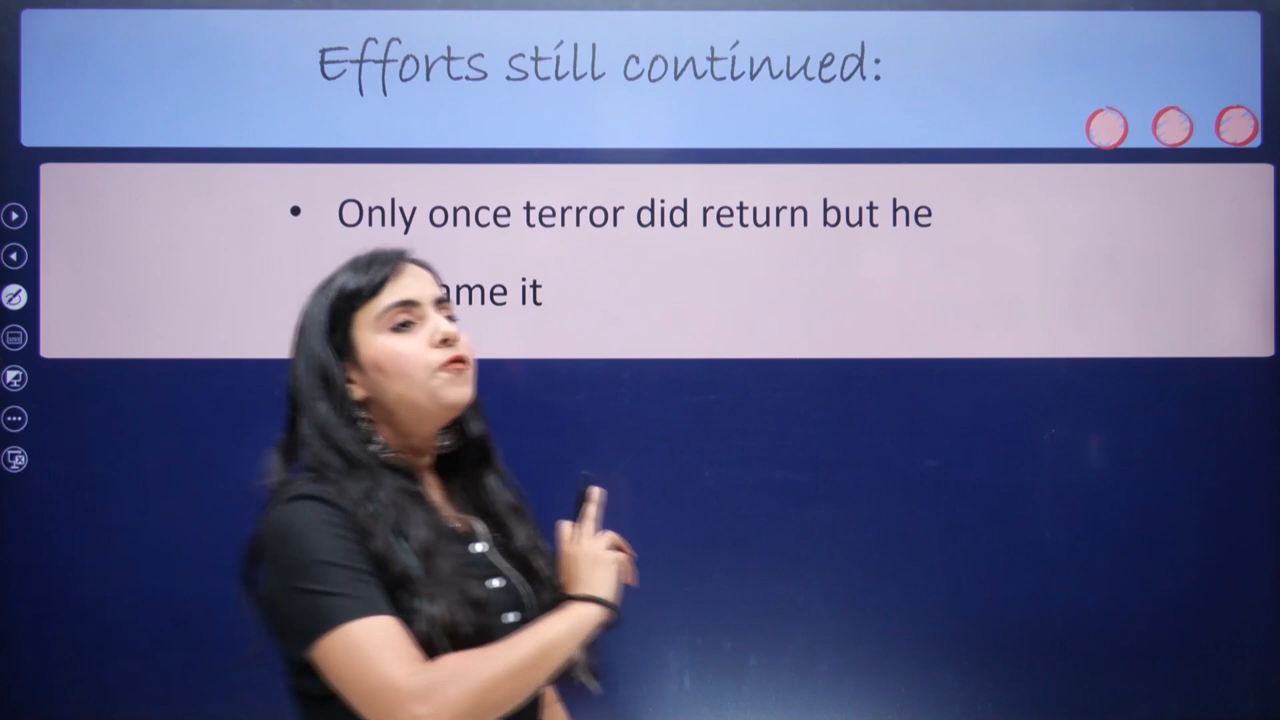 Efforts still continued:
• Only once terror did return but he
it